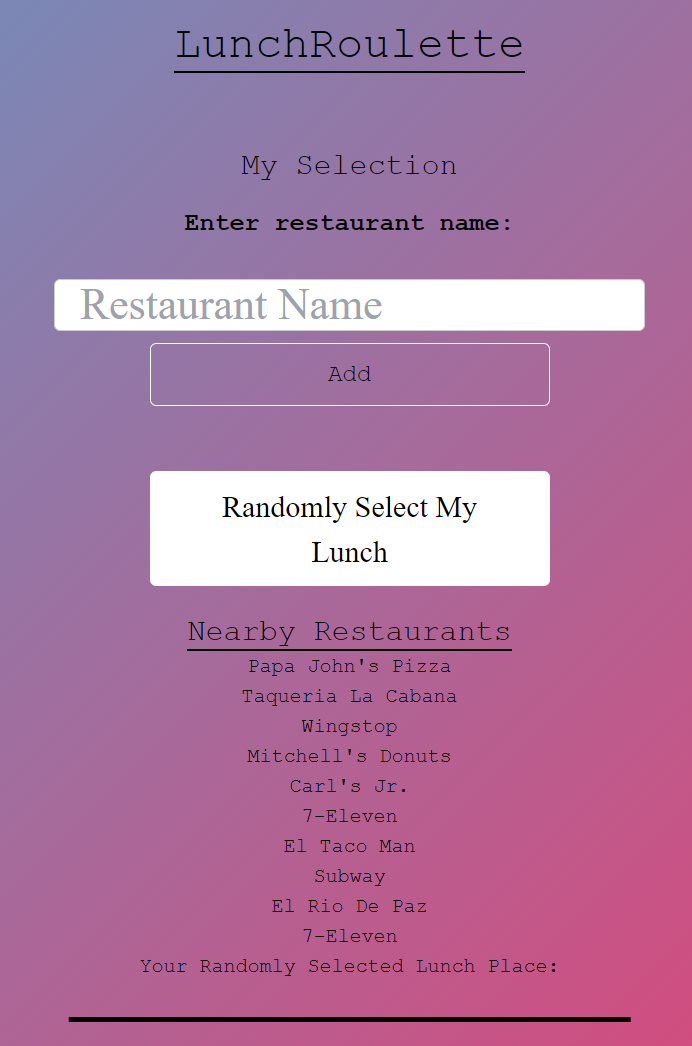 LunchRoulette
My Selection
Enter restaurant name:
Restaurant Name
Add
Randomly Select My
Lunch
Nearby Restaurants
Papa John's Pizza
Taqueria La Cabana
Wingstop
Mitchell's Donuts
Carl's Jr.
7-Eleven
El Taco Man
Subway
El Rio De Paz
7-Eleven
Your Randomly Selected Lunch Place: